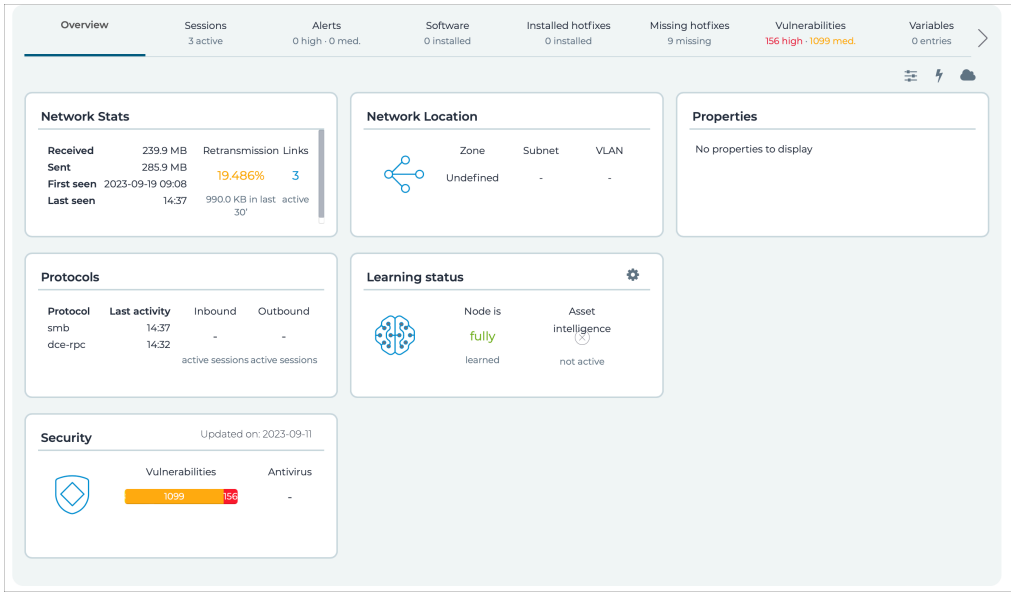 Overview
Sessions
3 active
Alerts
0 high · 0 med.
Software
0 installed
Installed hotfixes
0 installed
Missing hotfixes
9 missing
Vulnerabilities
156 high · 1099 med.
Variables
0 entries
Network Stats
Received 239.9 MB
Sent 285.9 MB
First seen 2023-09-19 09:08
Last seen 14:37
Retransmission
19.486%
990.0 KB in last
30'
Links
3
active
Network Location
Zone Subnet VLAN
Undefined - -
Properties
No properties to display
Protocols
Protocol Last activity
smb 14:37
dce-rpc 14:32
Inbound
-
active sessions
Outbound
-
active sessions
Learning status
Node is
fully
learned
Asset
intelligence
not active
Security
Updated on: 2023-09-11
Vulnerabilities
1099 156
Antivirus
-